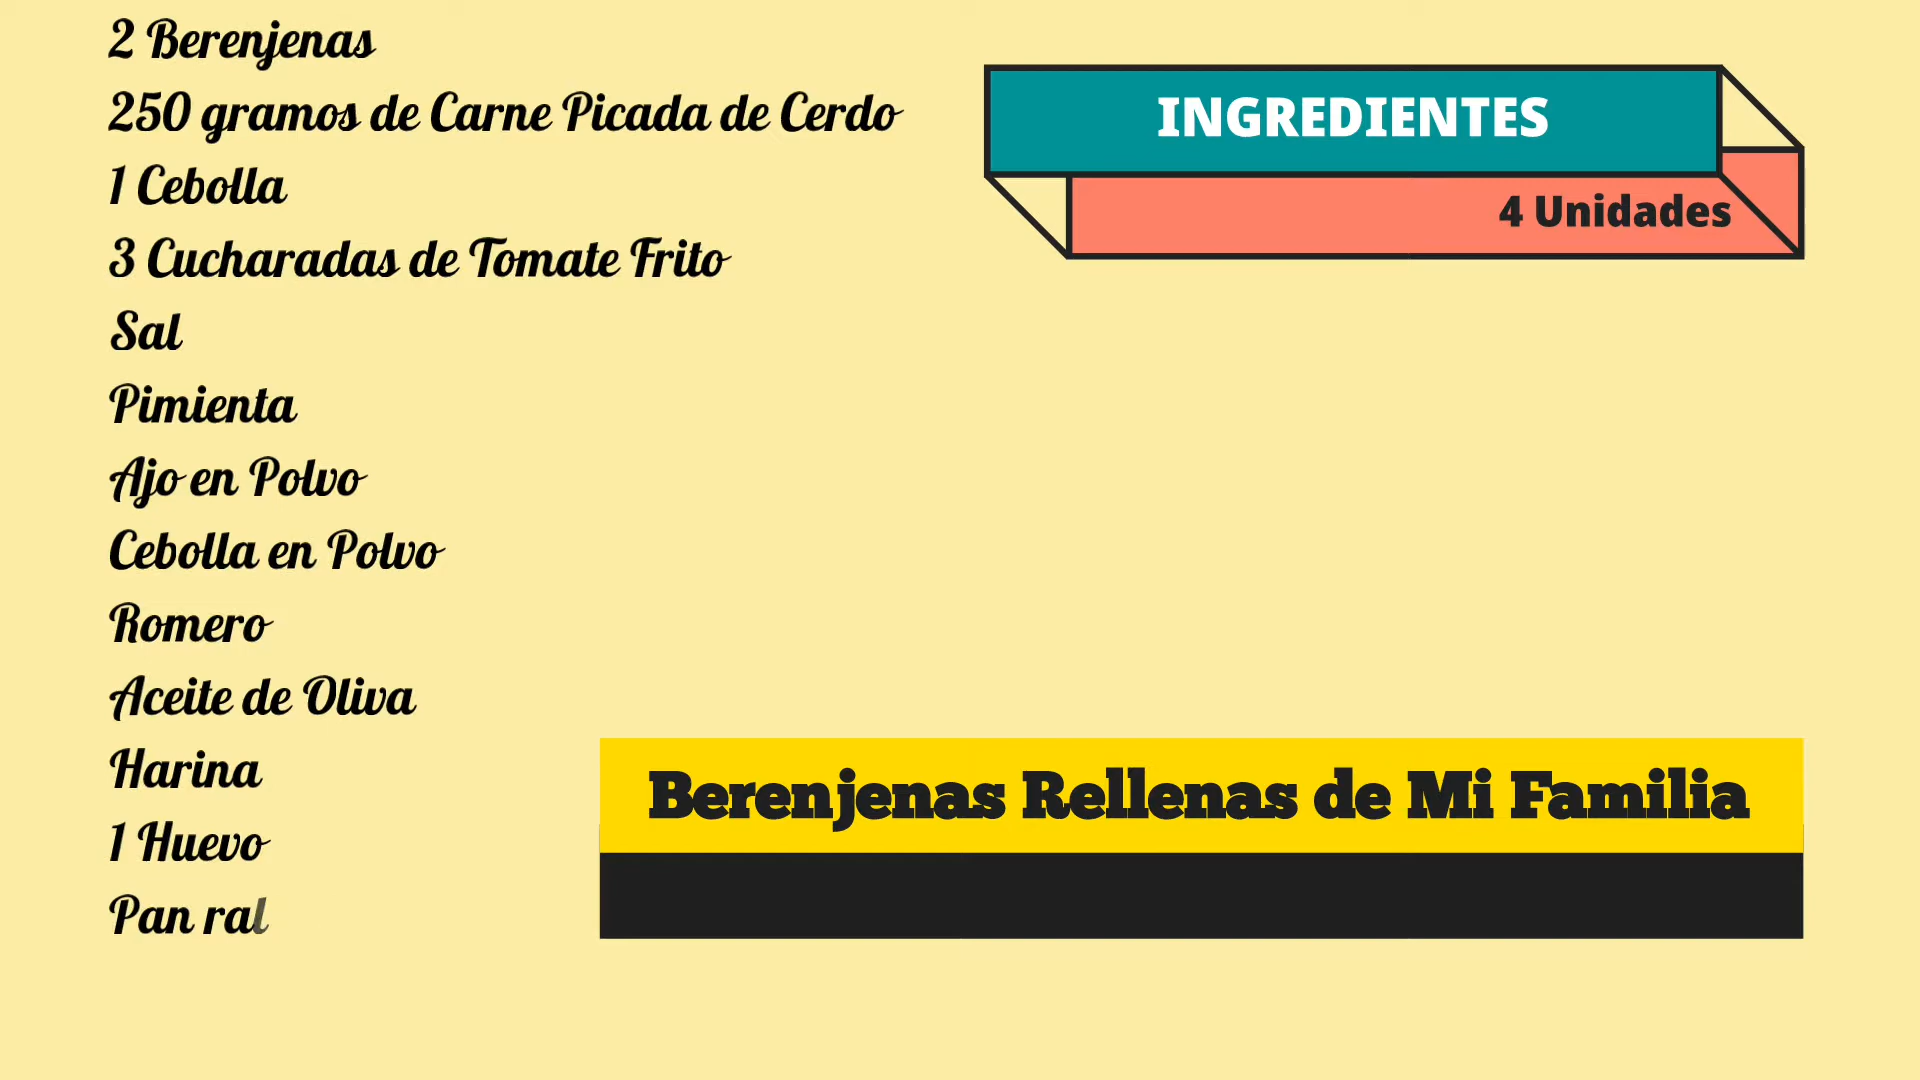 2 Berenjenas
250 gramos de Carne Picada de Cerdo
1 Cebolla
3 Cucharadas de Tomate Frito
Sal
Pimienta
Ajo en Polvo
Cebolla en Polvo
Romero
Aceite de Oliva
Harina
1 Huevo
Pan ral
INGREDIENTES
4 Unidades
Berenjenas Rellenas de Mi Familia